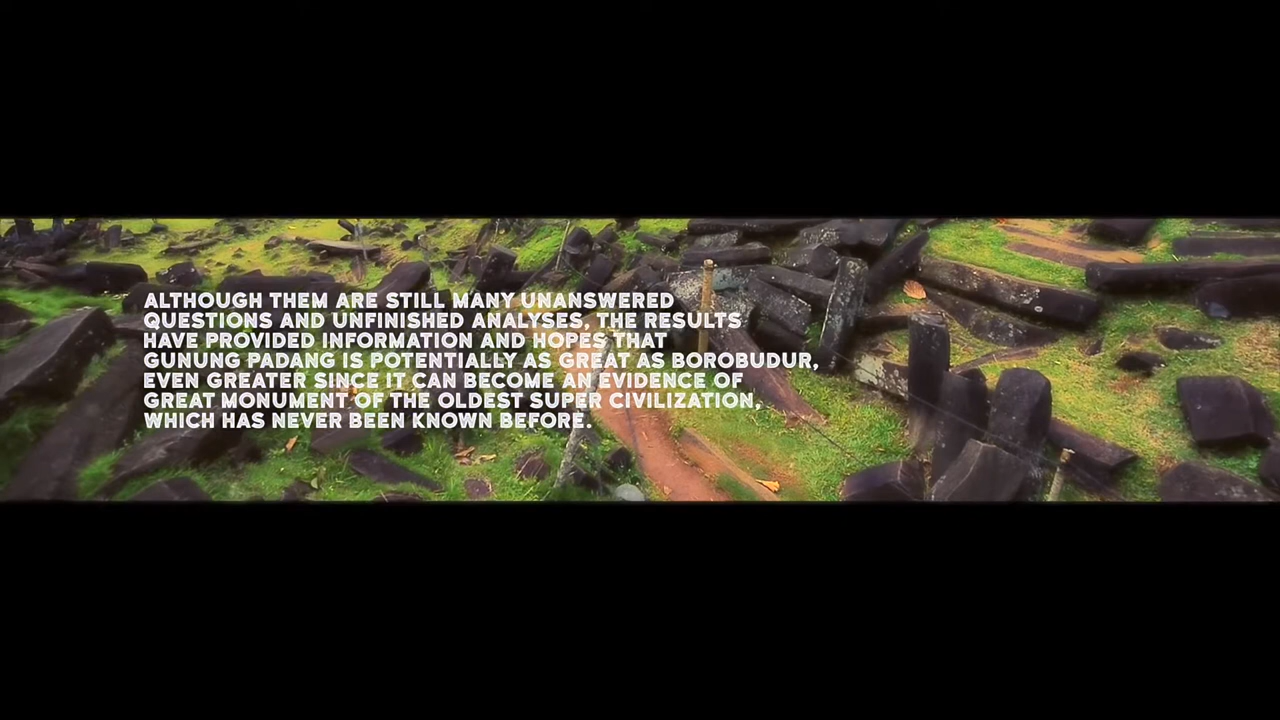 ALTHOUGH THEM ARE STILL MANY UNANSWERED
QUESTIONS AND UNFINISHED ANALYSES, THE RESULTS
HAVE PROVIDED INFORMATION AND HOPES THAT
GUNUNG PADANG IS POTENTIALLY AS GREAT AS BOROBUDUR,
EVEN GREATER SINCE IT CAN BECOME AN EVIDENCE OF
GREAT MONUMENT OF THE OLDEST SUPER CIVILIZATION,
WHICH HAS NEVER BEEN KNOWN BEFORE.